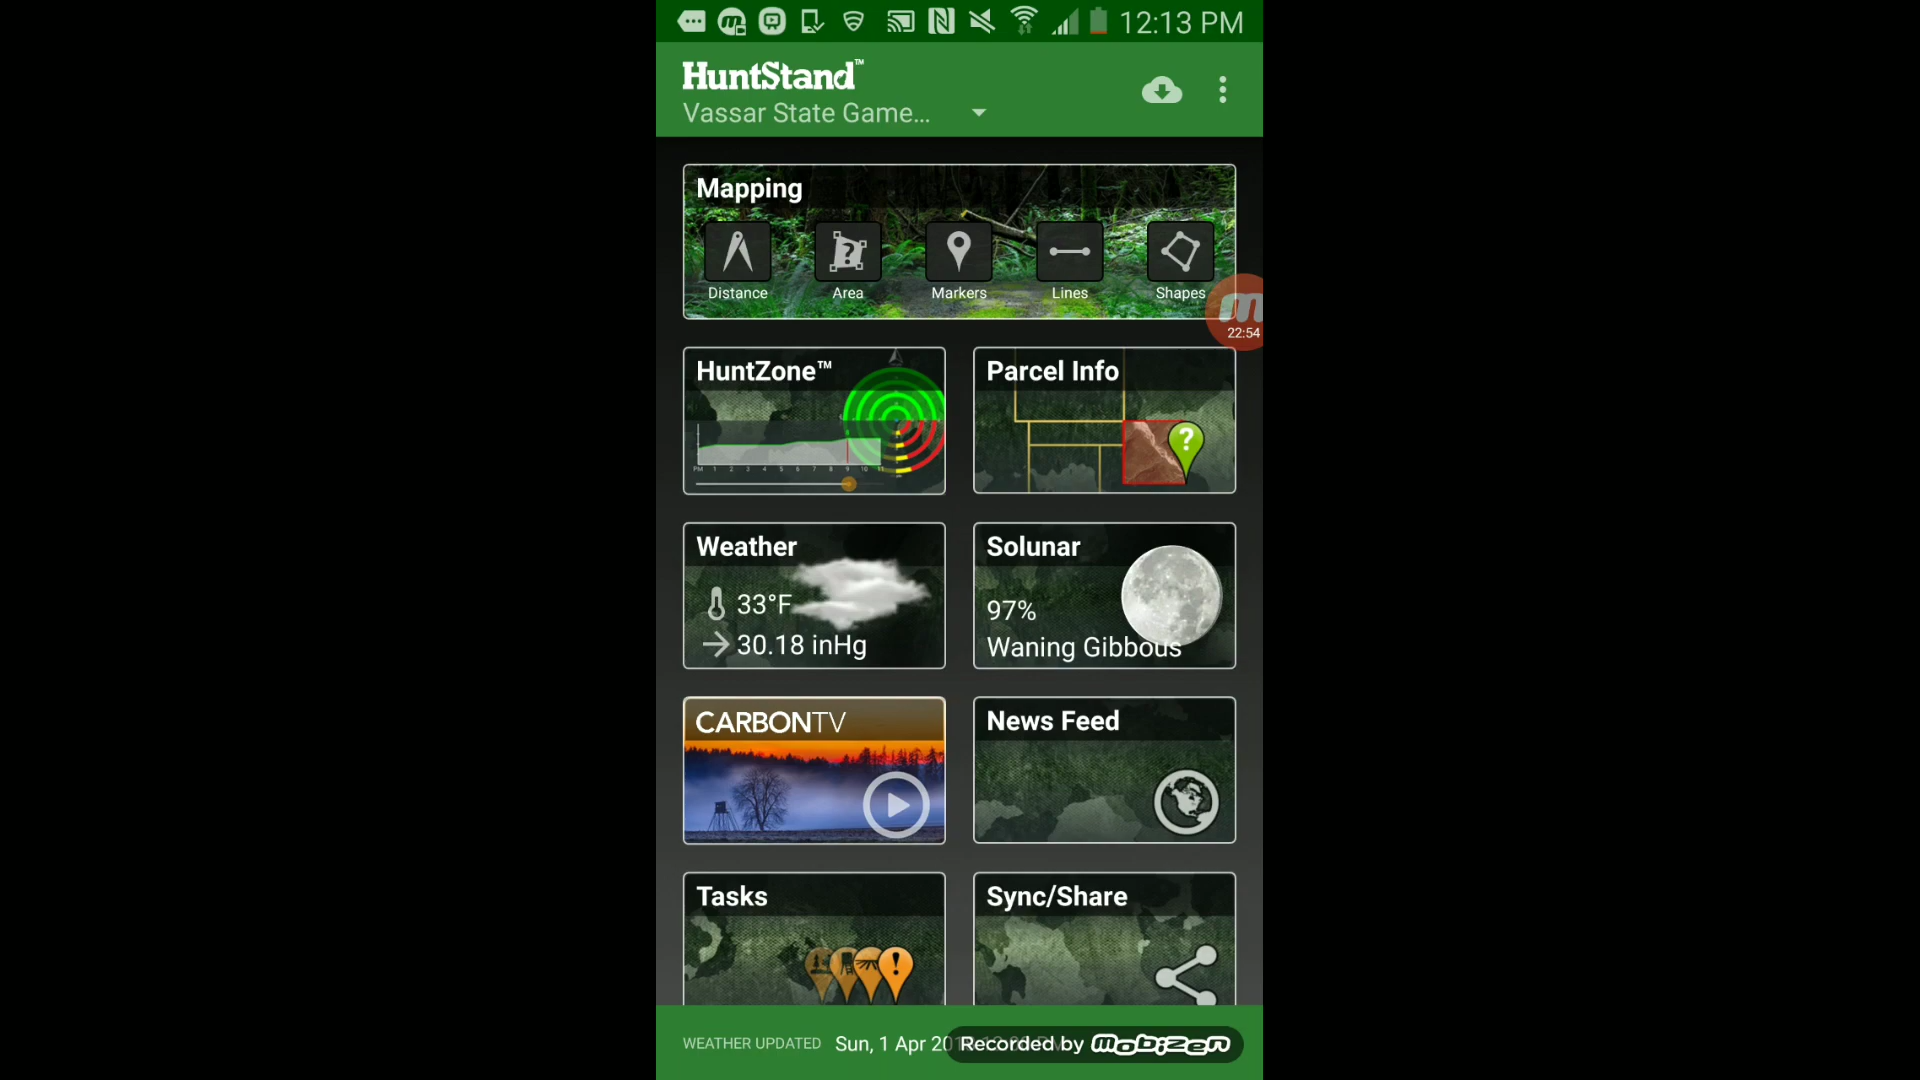 12:13 PM
HuntStand™
Vassar State Game...
Mapping
Distance Area Markers Lines Shapes
22:54
HuntZone™
Parcel Info
Weather
33°F
30.18 inHg
Solunar
97%
Waning Gibbous
CARBONTV
News Feed
Tasks
Sync/Share
WEATHER UPDATED Sun, 1 Apr 20
Recorded by Mobizen